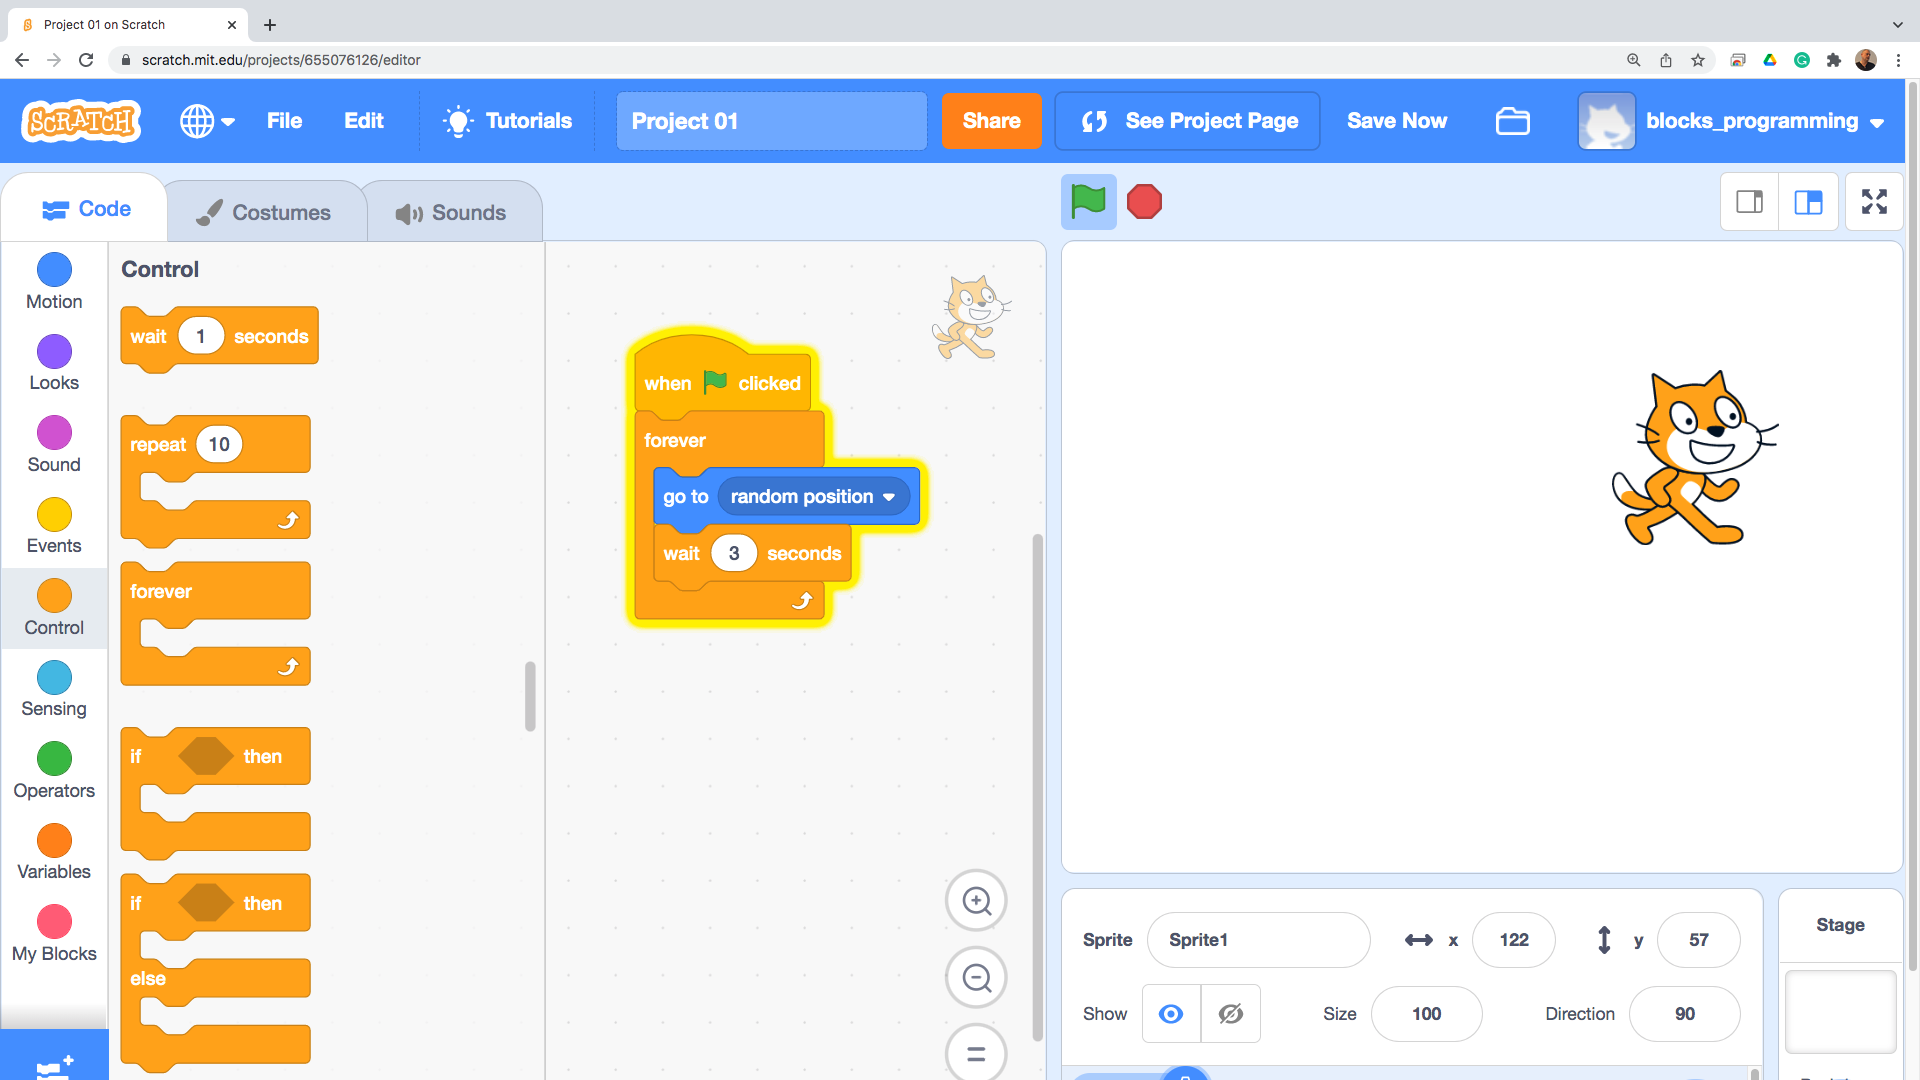 Project 01 on Scratch
scratch.mit.edu/projects/655076126/editor
SCRATCH
File
Edit
Tutorials
Project 01
Share
See Project Page
Save Now
blocks_programming
Code
Costumes
Sounds
Motion
Looks
Sound
Events
Control
Sensing
Operators
Variables
My Blocks
Control
wait 1 seconds
repeat 10
forever
if then
if then
else
when clicked
forever
go to random position
wait 3 seconds
Sprite Sprite1 x 122 y 57
Show Size 100 Direction 90
Stage